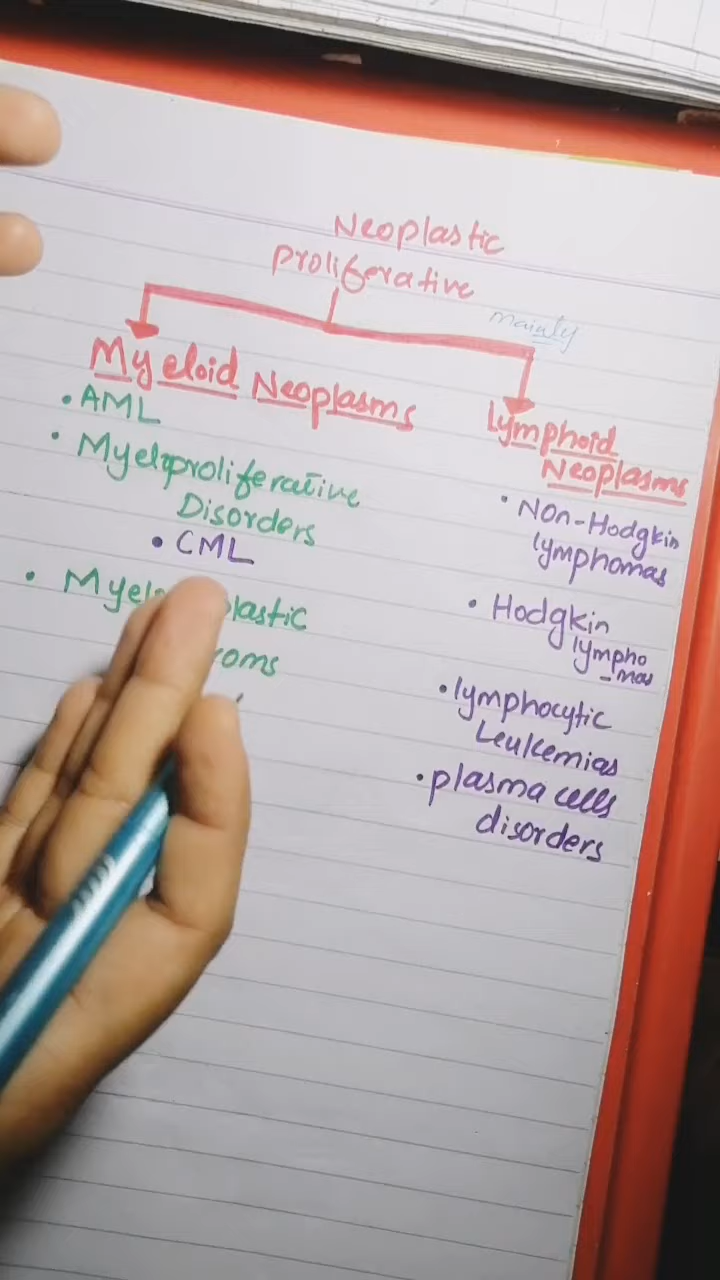 Neoplastic
Proliferative
mainly
Myeloid Neoplasms
• AML
• Myeloproliferative
Disorders
• CML
• 
Lymphoid
Neoplasms
• Non-Hodgkin
lymphomas
• Hodgkin
lympho
-mas
• lymphocytic
Leukemias
• plasma cells
disorders